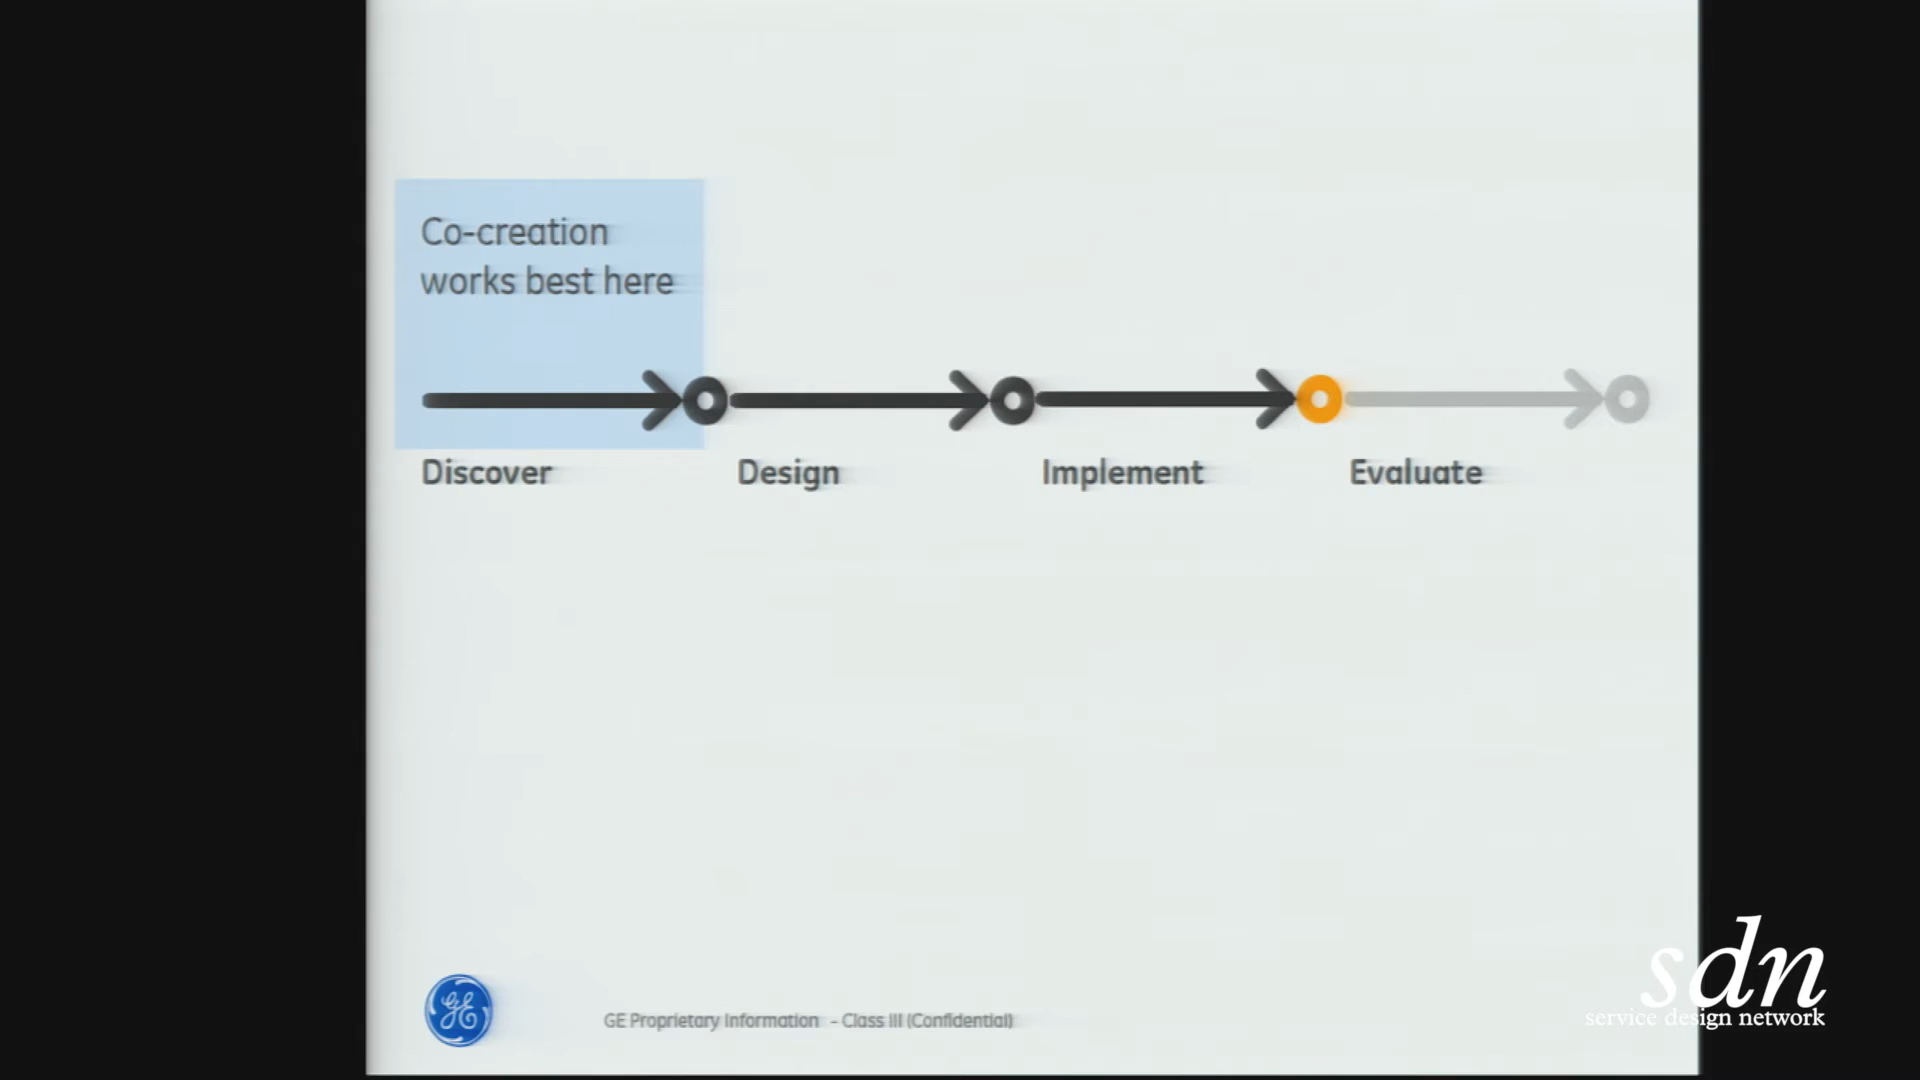 Co-creation
works best here
Discover
Design
Implement
Evaluate
GE
GE Proprietary Information - Class III (Confidential)
sdn
service design network